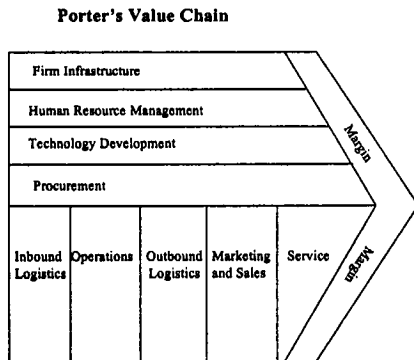 Porter's Value Chain
Firm Infrastructure
Human Resource Management
Technology Development
Procurement
Margin
Inbound Logistics
Operations
Outbound Logistics
Marketing and Sales
Service
Margin